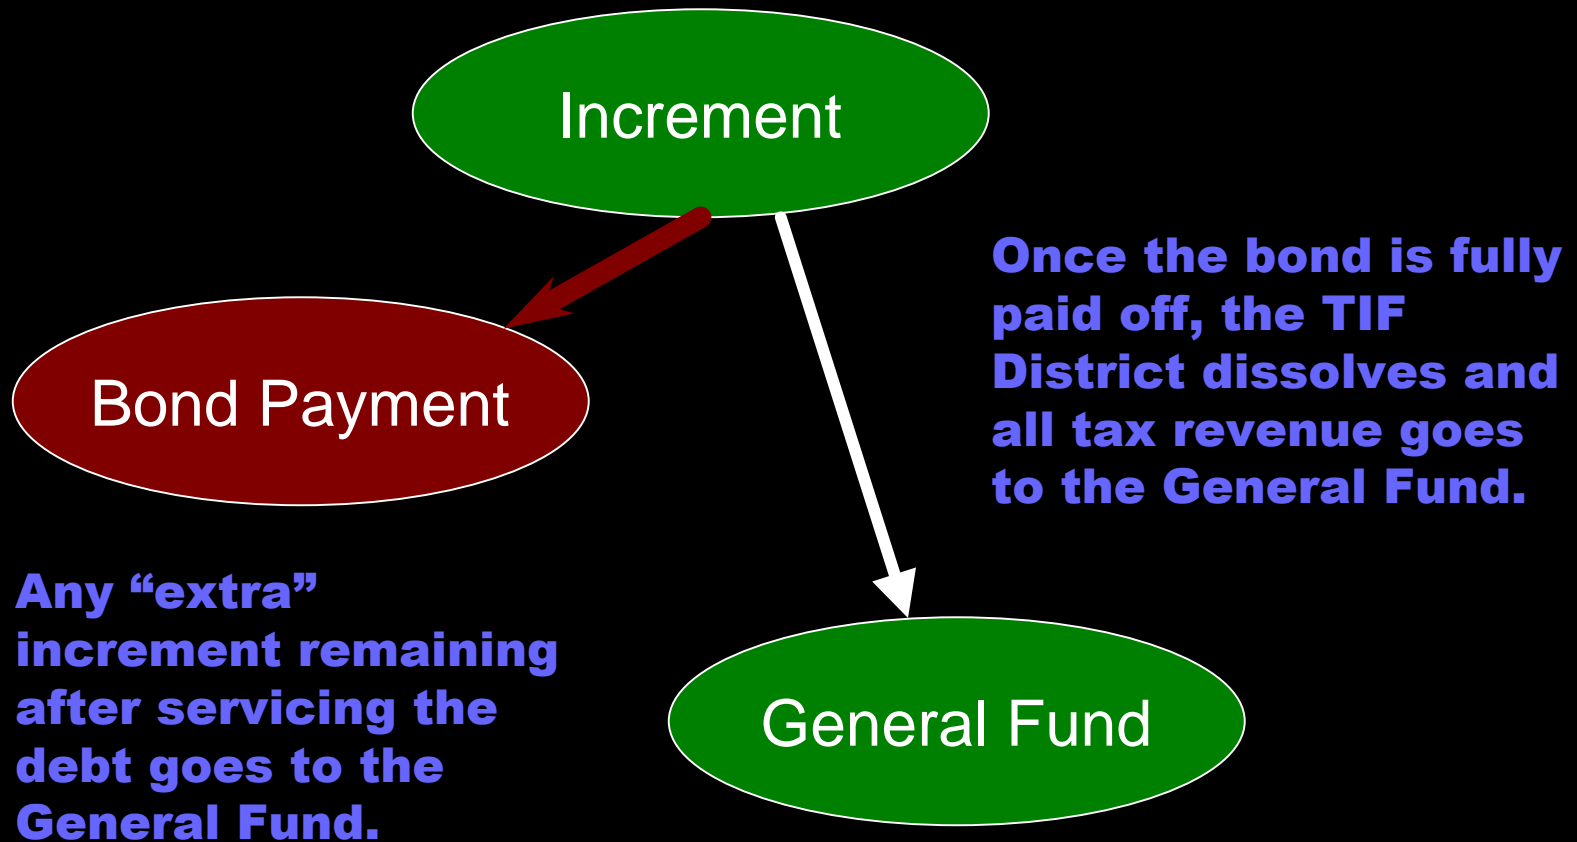 Increment
Once the bond is fully
paid off, the TIF
District dissolves and
all tax revenue goes
to the General Fund.
Bond Payment
Any “extra”
increment remaining
after servicing the
debt goes to the
General Fund.
General Fund